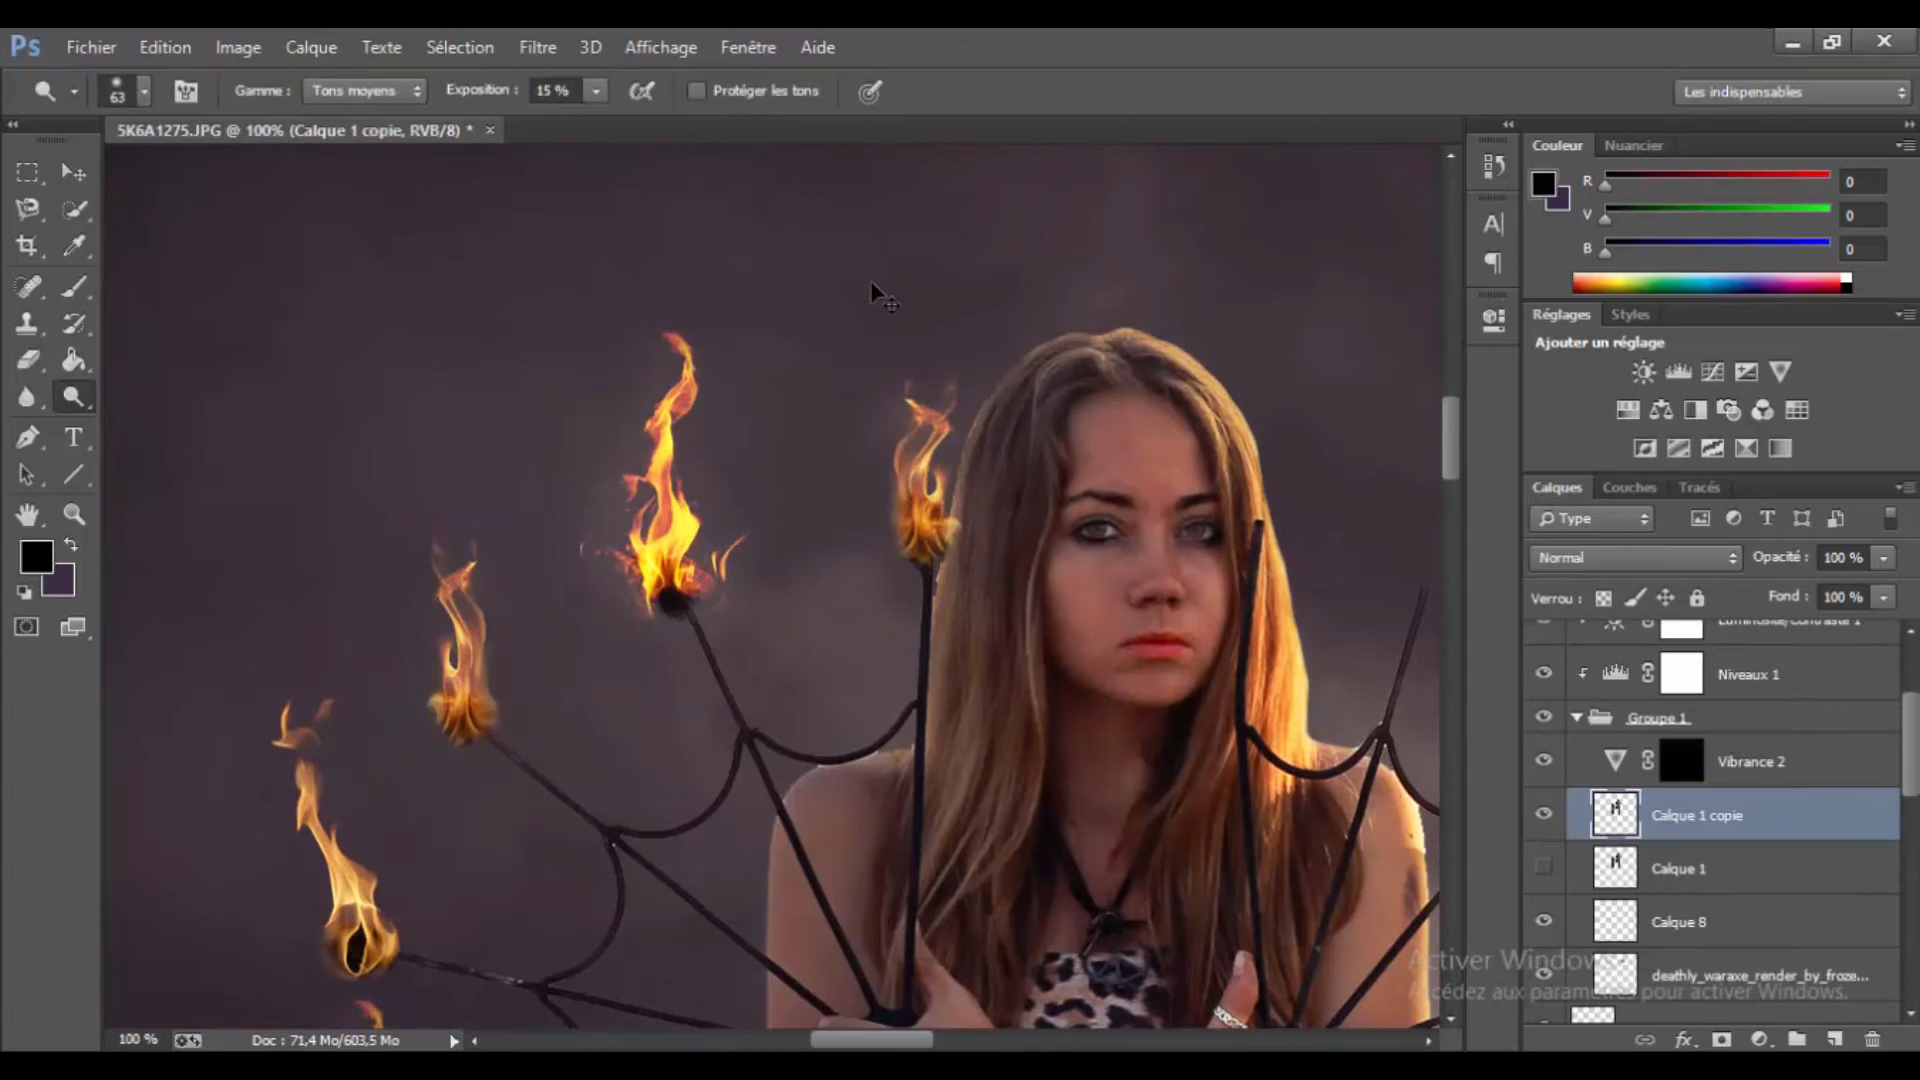 Ps Fichier Edition Image Calque Texte Sélection Filtre 3D Affichage Fenêtre Aide
63 Gamme : Tons moyens Exposition : 15 % Protéger les tons Les indispensables
5K6A1275.JPG @ 100% (Calque 1 copie, RVB/8) *
Couleur Nuancier
R 0
V 0
B 0
Réglages Styles
Ajouter un réglage
Calques Couches Tracés
Type
Normal Opacité : 100 %
Verrou : Fond : 100 %
Luminosité/Contraste 1
Niveaux 1
Groupe 1
Vibrance 2
Calque 1 copie
Calque 1
Calque 8
deathly_waraxe_render_by_froze...
Activer Windows
Accédez aux paramètres pour activer Windows.
100 % Doc : 71,4 Mo/603,5 Mo